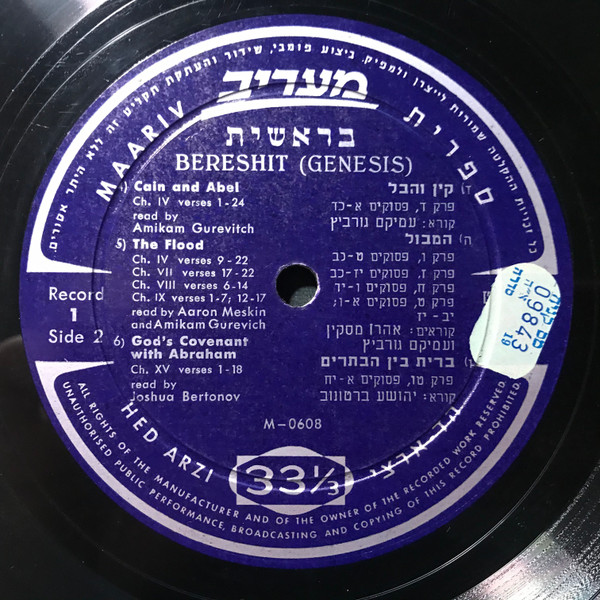 כל זכויות ההקלטה שמורות לייצרן ולמפיק. ביצוע פומבי, שידור והעתקת תקליט זה ללא היתר אסורים.
MAARIV
ספרית
מעריב
בראשית
BERESHIT (GENESIS)
) Cain and Abel
Ch. IV verses 1-24
read by
Amikam Gurevitch
5) The Flood
Ch. IV verses 9-22
Ch. VII verses 17-22
Ch. VIII verses 6-14
Ch. IX verses 1-7; 12-17
read by Aaron Meskin
and Amikam Gurevich
6) God's Covenant
with Abraham
Ch. XV verses 1-18
read by
Joshua Bertonov
ד) קין והבל
פרק ד, פסוקים א-כד
קורא: עמיקם גורביץ
ה) המבול
פרק ו, פסוקים ט-כב
פרק ז, פסוקים יז-כב
פרק ח, פסוקים ו-יד
פרק ט, פסוקים א-ז;
יב-יז
קוראים: אהרן מסקין
ועמיקם גורביץ
) ברית בין הבתרים
פרק טו, פסוקים א-יח
קורא: יהושע ברטונוב
Record
1
Side 2
09843
19
M-0608
HED ARZI
הד-ארצי
33⅓
ALL RIGHTS OF THE MANUFACTURER AND OF THE OWNER OF THE RECORDED WORK RESERVED
UNAUTHORISED PUBLIC PERFORMANCE, BROADCASTING AND COPYING OF THIS RECORD PROHIBITED